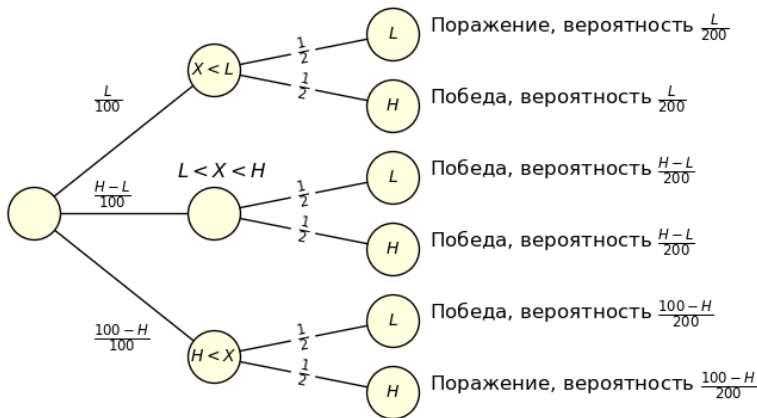 L
Поражение, вероятность L/200
X < L
1/2
1/2
L/100
H
Победа, вероятность L/200
L < X < H
L
Победа, вероятность H − L/200
H − L/100
1/2
1/2
H
Победа, вероятность H − L/200
100 − H/100
L
Победа, вероятность 100 − H/200
H < X
1/2
1/2
H
Поражение, вероятность 100 − H/200